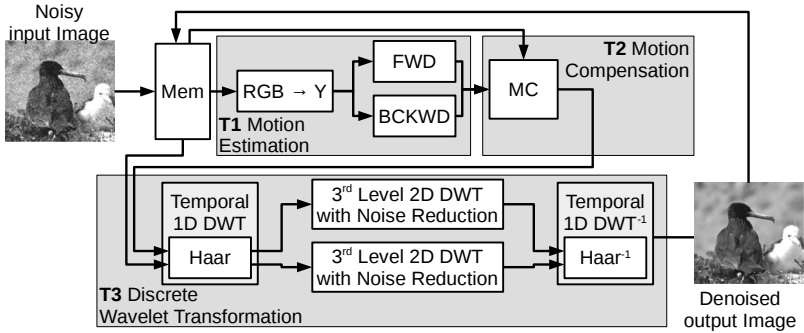 Noisy
input Image
Mem
RGB → Y
FWD
BCKWD
T1 Motion
Estimation
T2 Motion
Compensation
MC
Temporal
1D DWT
Haar
3rd Level 2D DWT
with Noise Reduction
3rd Level 2D DWT
with Noise Reduction
Temporal
1D DWT-1
Haar-1
T3 Discrete
Wavelet Transformation
Denoised
output Image